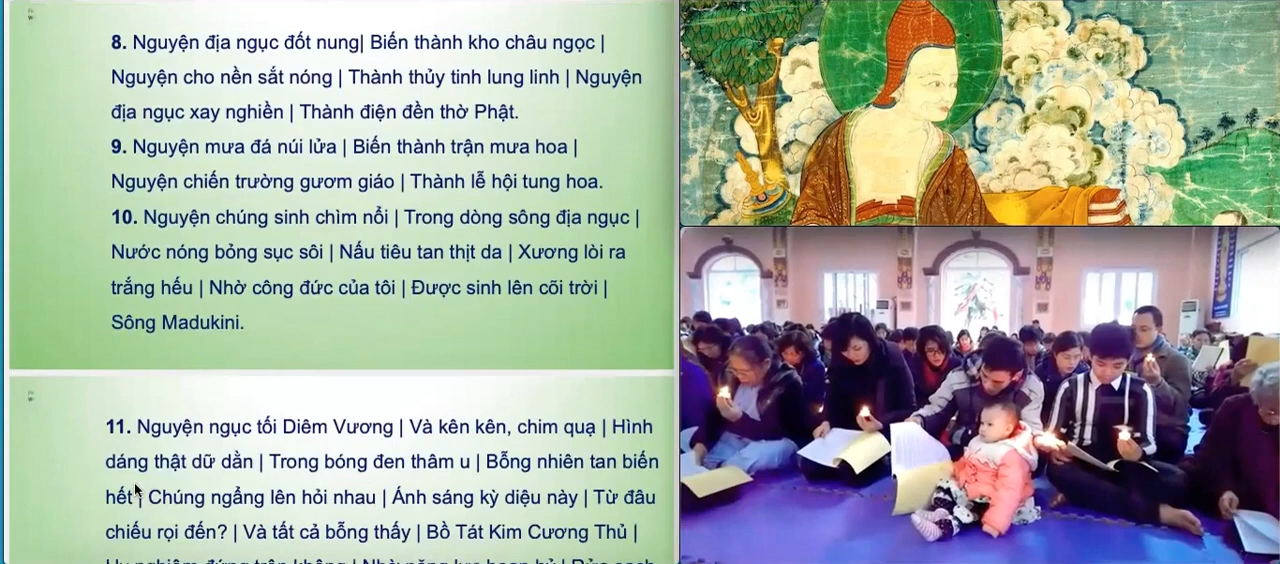 8. Nguyện địa ngục đốt nung| Biến thành kho châu ngọc |
Nguyện cho nền sắt nóng | Thành thủy tinh lung linh | Nguyện
địa ngục xay nghiền | Thành điện đền thờ Phật.
9. Nguyện mưa đá núi lửa | Biến thành trận mưa hoa |
Nguyện chiến trường gươm giáo | Thành lễ hội tung hoa.
10. Nguyện chúng sinh chìm nổi | Trong dòng sông địa ngục |
Nước nóng bỏng sục sôi | Nấu tiêu tan thịt da | Xương lòi ra
trắng hếu | Nhờ công đức của tôi | Được sinh lên cõi trời |
Sông Madukini.
11. Nguyện ngục tối Diêm Vương | Và kên kên, chim quạ | Hình
dáng thật dữ dằn | Trong bóng đen thâm u | Bỗng nhiên tan biến
hết | Chúng ngẩng lên hỏi nhau | Ánh sáng kỳ diệu này | Từ đâu
chiếu rọi đến? | Và tất cả bỗng thấy | Bồ Tát Kim Cương Thủ |